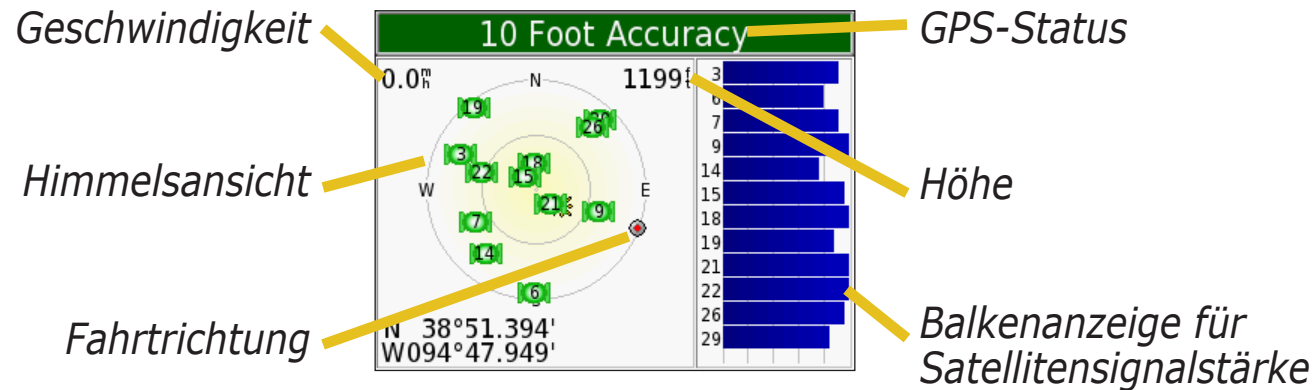 Geschwindigkeit
10 Foot Accuracy
GPS-Status
0.0 m h
N
1199 f t
19
26
3
22
18
15
W
E
21
9
7
14
6
N 38°51.394'
W094°47.949'
3
6
7
9
14
15
18
19
21
22
26
29
Himmelsansicht
Höhe
Fahrtrichtung
Balkenanzeige für
Satellitensignalstärke